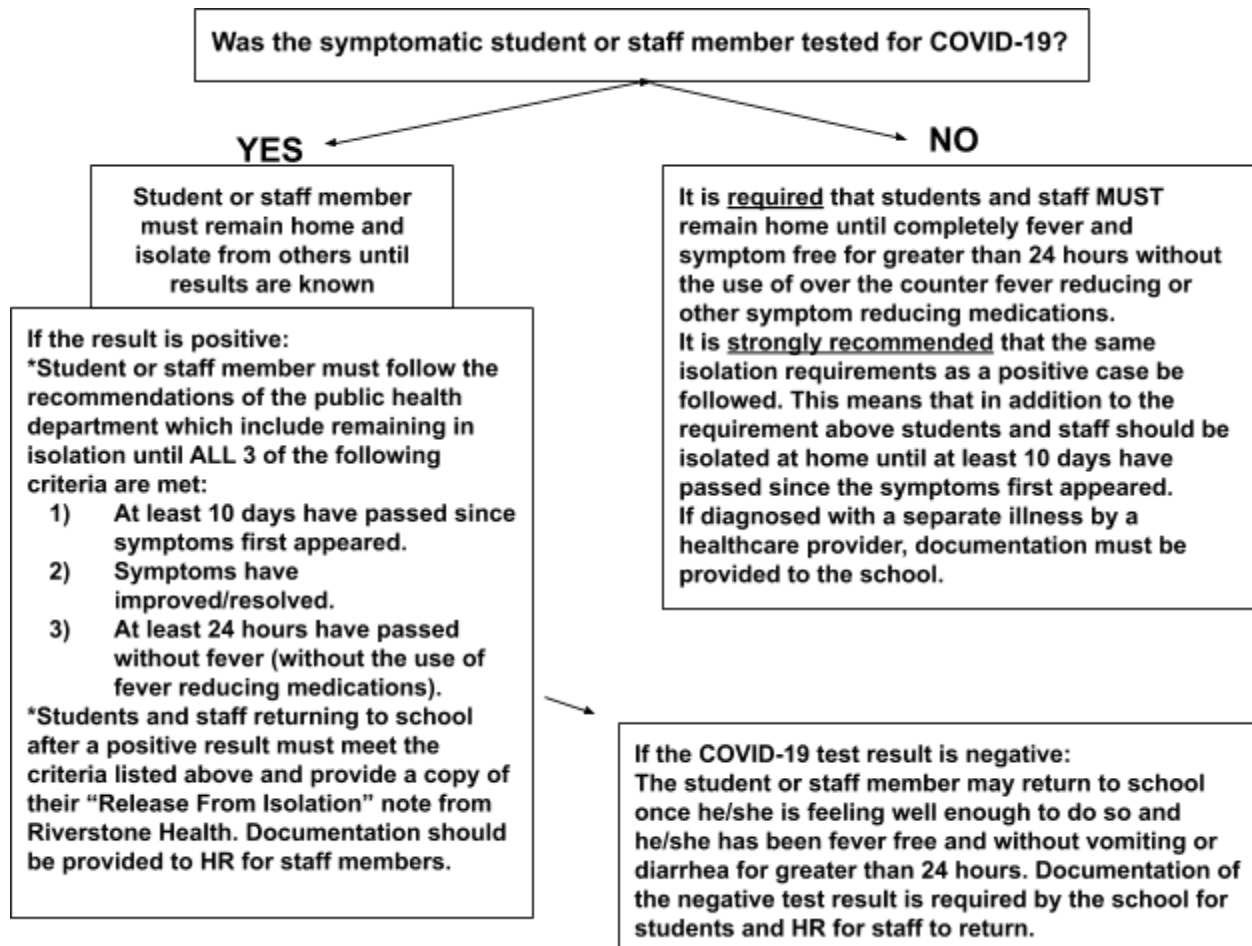 Was the symptomatic student or staff member tested for COVID-19?
YES
Student or staff member
must remain home and
isolate from others until
results are known
If the result is positive:
*Student or staff member must follow the
recommendations of the public health
department which include remaining in
isolation until ALL 3 of the following
criteria are met:
1) At least 10 days have passed since
symptoms first appeared.
2) Symptoms have
improved/resolved.
3) At least 24 hours have passed
without fever (without the use of
fever reducing medications).
*Students and staff returning to school
after a positive result must meet the
criteria listed above and provide a copy of
their “Release From Isolation” note from
Riverstone Health. Documentation should
be provided to HR for staff members.
NO
It is required that students and staff MUST
remain home until completely fever and
symptom free for greater than 24 hours without
the use of over the counter fever reducing or
other symptom reducing medications.
It is strongly recommended that the same
isolation requirements as a positive case be
followed. This means that in addition to the
requirement above students and staff should be
isolated at home until at least 10 days have
passed since the symptoms first appeared.
If diagnosed with a separate illness by a
healthcare provider, documentation must be
provided to the school.
If the COVID-19 test result is negative:
The student or staff member may return to school
once he/she is feeling well enough to do so and
he/she has been fever free and without vomiting or
diarrhea for greater than 24 hours. Documentation of
the negative test result is required by the school for
students and HR for staff to return.